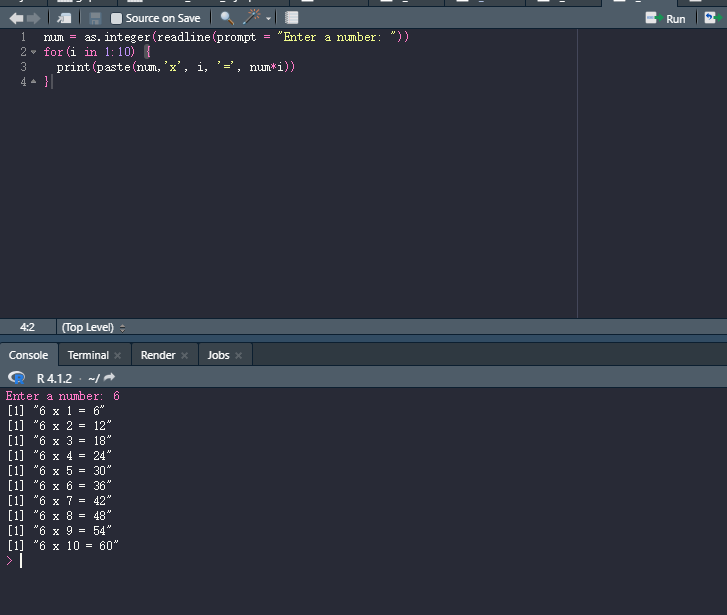 Source on Save
Run
1 num = as.integer(readline(prompt = "Enter a number: "))
2 for(i in 1:10) {
3 print(paste(num,'x', i, '=', num*i))
4 }
4:2 (Top Level)
Console Terminal Render Jobs
R 4.1.2 · ~/
Enter a number: 6
[1] "6 x 1 = 6"
[1] "6 x 2 = 12"
[1] "6 x 3 = 18"
[1] "6 x 4 = 24"
[1] "6 x 5 = 30"
[1] "6 x 6 = 36"
[1] "6 x 7 = 42"
[1] "6 x 8 = 48"
[1] "6 x 9 = 54"
[1] "6 x 10 = 60"
>